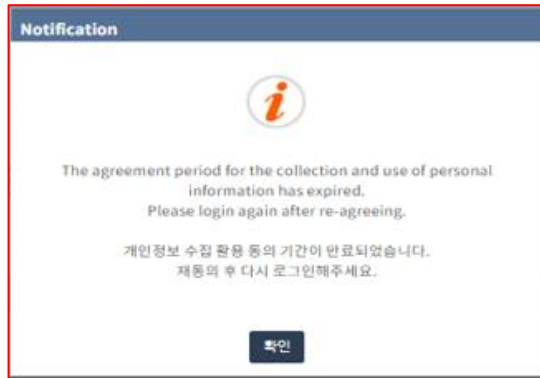 Notification
The agreement period for the collection and use of personal
information has expired.
Please login again after re-agreeing.
개인정보 수집 활용 동의 기간이 만료되었습니다.
재동의 후 다시 로그인해주세요.
확인